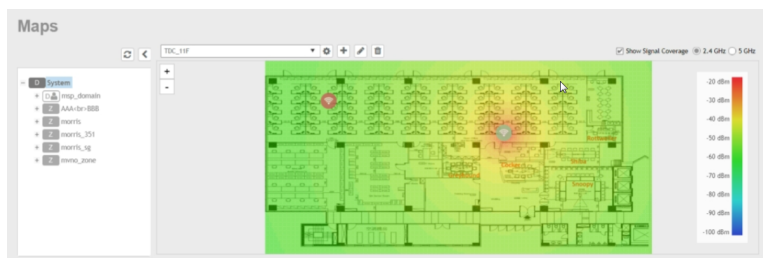 Maps
TDC_11F
Show Signal Coverage 2.4 GHz 5 GHz
D System
msp_domain
Z AAA<br>BBB
Z morris
Z morris_351
Z morris_sg
Z mvno_zone
+
-
-20 dBm
-30 dBm
-40 dBm
-50 dBm
-60 dBm
-70 dBm
-80 dBm
-90 dBm
-100 dBm
Snoopy